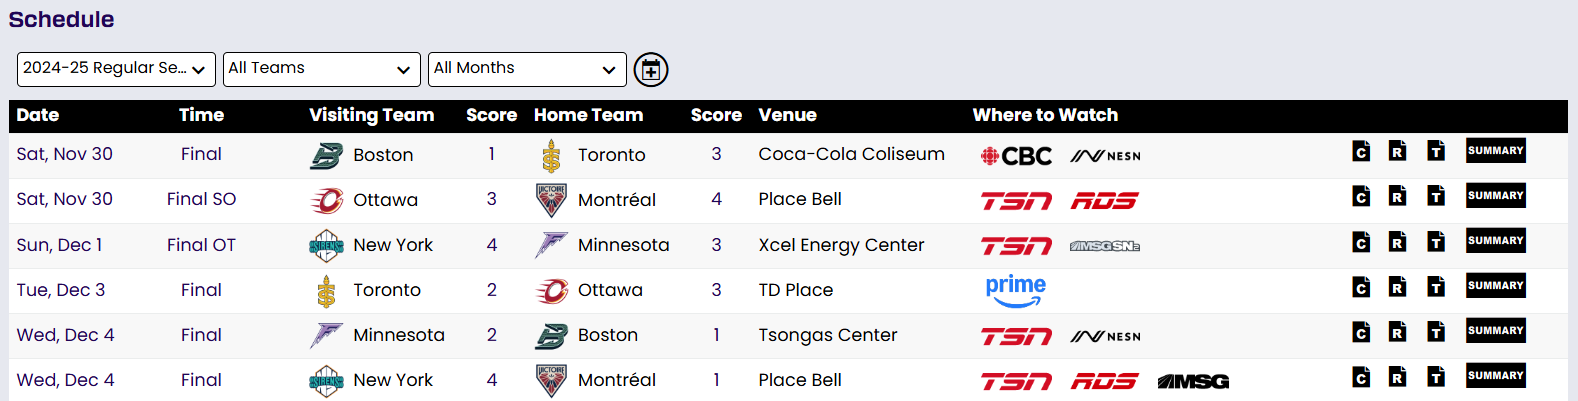 Schedule
2024-25 Regular Se... All Teams All Months
Date Time Visiting Team Score Home Team Score Venue Where to Watch
Sat, Nov 30 Final B Boston 1 Toronto 3 Coca-Cola Coliseum CBC NESN C R T SUMMARY
Sat, Nov 30 Final SO Ottawa 3 VICTOIRE Montréal 4 Place Bell TSN RDS C R T SUMMARY
Sun, Dec 1 Final OT SIRENS New York 4 Minnesota 3 Xcel Energy Center TSN MSGSN2 C R T SUMMARY
Tue, Dec 3 Final Toronto 2 Ottawa 3 TD Place prime C R T SUMMARY
Wed, Dec 4 Final Minnesota 2 B Boston 1 Tsongas Center TSN NESN C R T SUMMARY
Wed, Dec 4 Final SIRENS New York 4 VICTOIRE Montréal 1 Place Bell TSN RDS MSG C R T SUMMARY